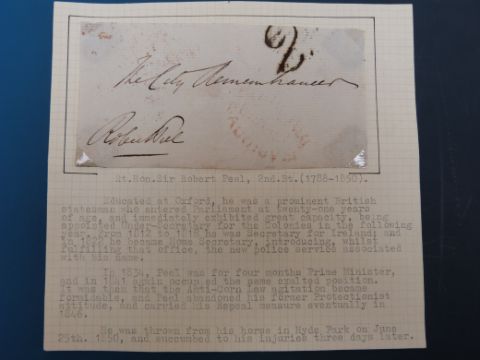 2
The City Remembrancer
Robert Peel
Rt.Hon.Sir Robert Peel, 2nd.Bt.(1788-1850).
Educated at Oxford, he was a prominent British
statesman who entered Parliament at twenty-one years
of age, and immediately exhibited great capacity, being
appointed Under-Secretary for the Colonies in the following
year. From 1812 to 1818 he was Secretary for Ireland; and
in 1822 he became Home Secretary, introducing, whilst
fulfilling that office, the new police service associated
with his name.
In 1834, Peel was for four months Prime Minister,
and in 1841 again occupied the same exalted position.
It was then that the Anti-Corn Law agitation became
formidable, and Peel abandoned his former Protectionist
attitude, and carried his Repeal measure eventually in
1846.
He was thrown from his horse in Hyde Park on June
29th. 1850, and succumbed to his injuries three days later.